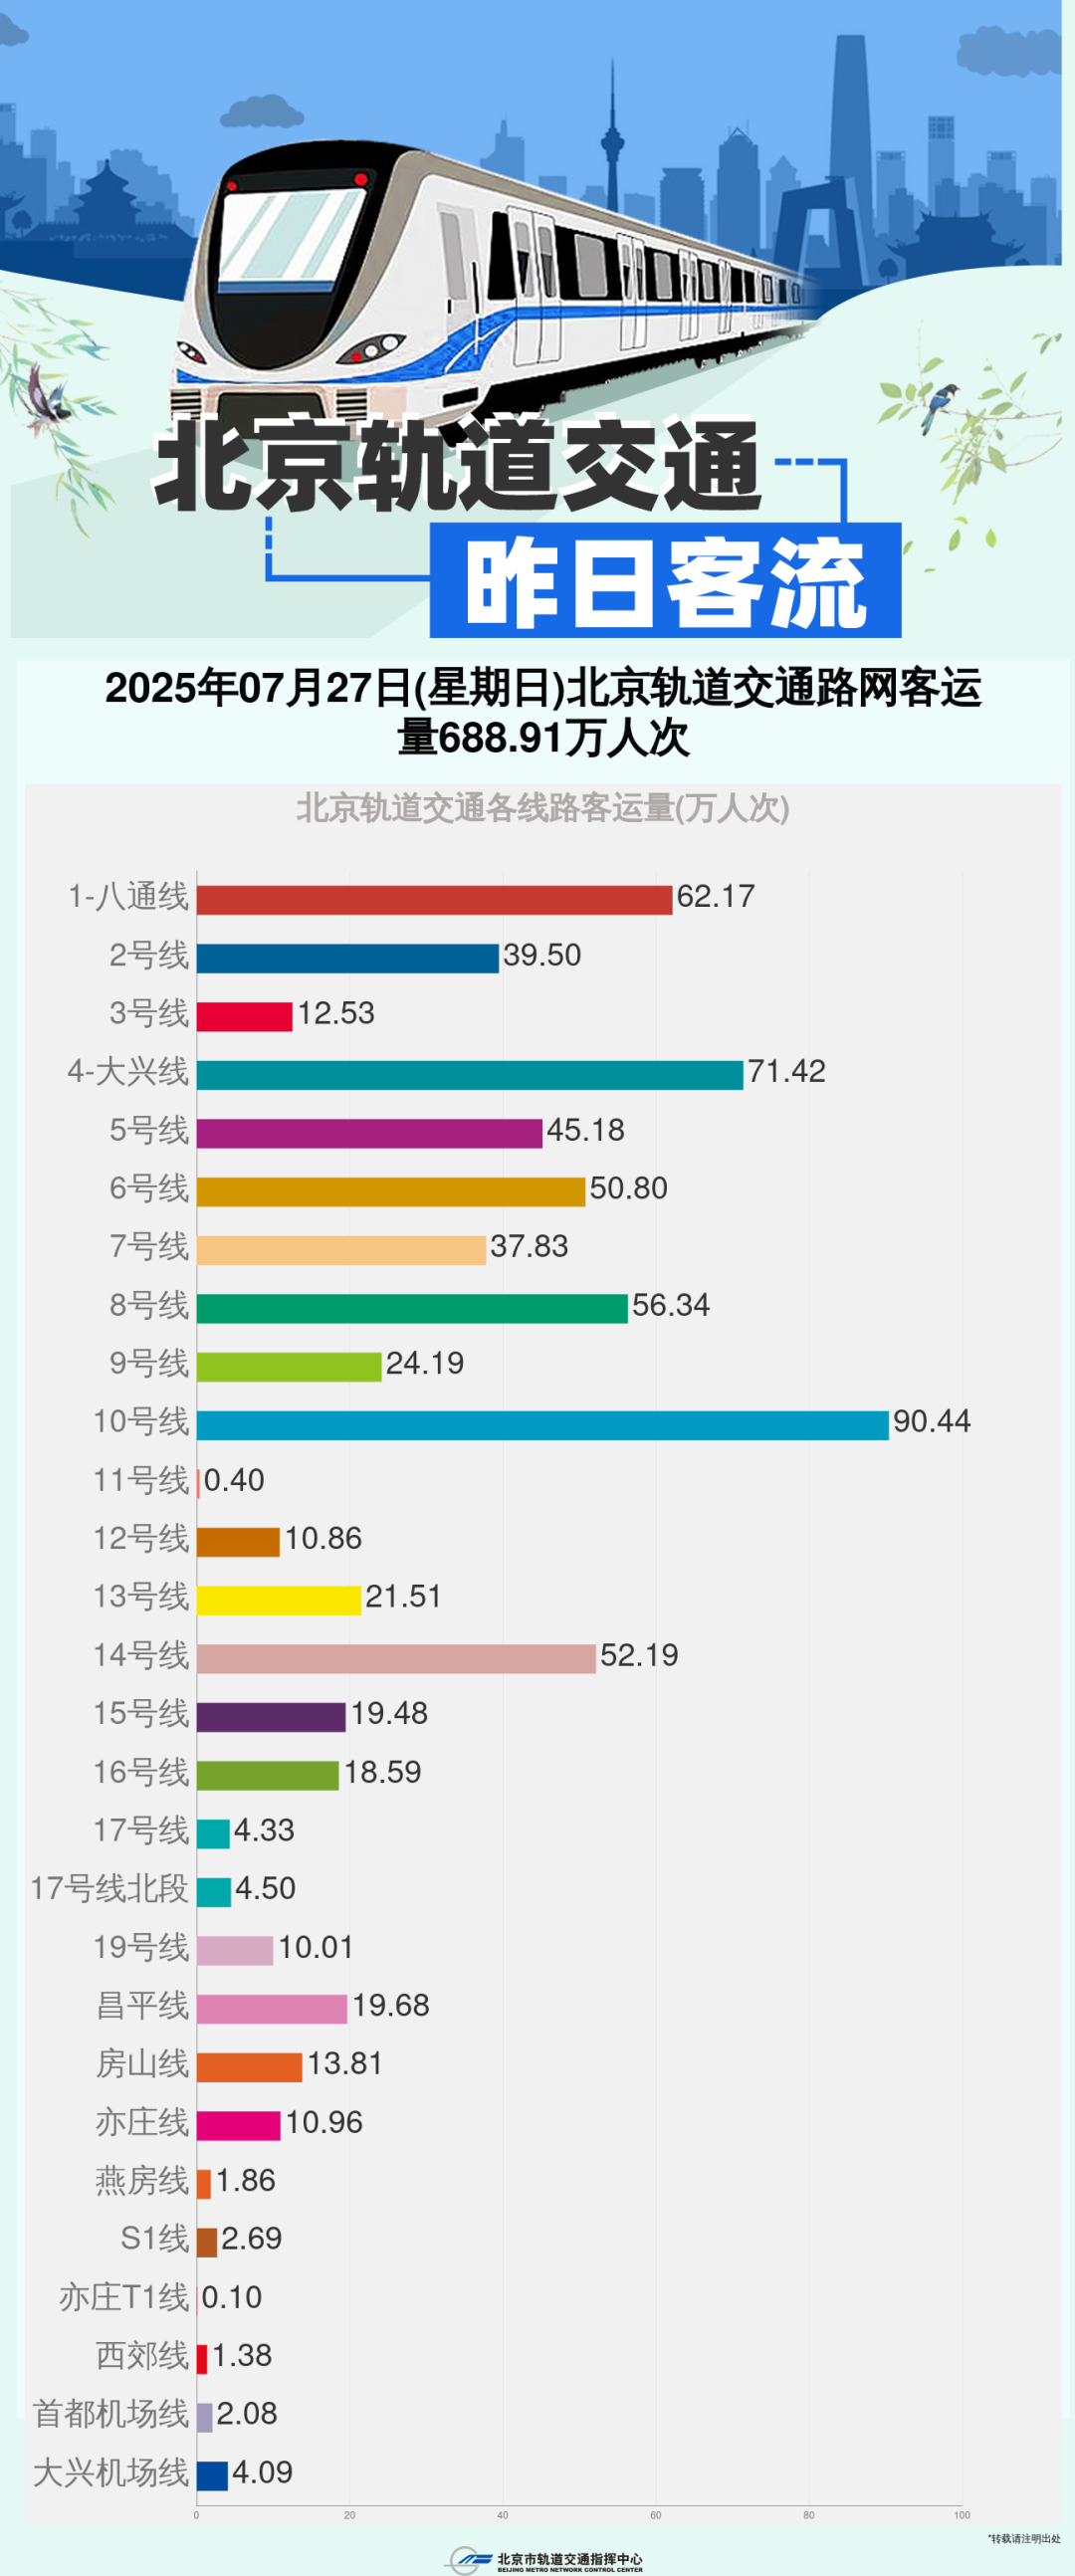 北京轨道交通
昨日客流
2025年07月27日(星期日)北京轨道交通路网客运
量688.91万人次
北京轨道交通各线路客运量(万人次)
1-八通线 62.17
2号线 39.50
3号线 12.53
4-大兴线 71.42
5号线 45.18
6号线 50.80
7号线 37.83
8号线 56.34
9号线 24.19
10号线 90.44
11号线 0.40
12号线 10.86
13号线 21.51
14号线 52.19
15号线 19.48
16号线 18.59
17号线 4.33
17号线北段 4.50
19号线 10.01
昌平线 19.68
房山线 13.81
亦庄线 10.96
燕房线 1.86
S1线 2.69
亦庄T1线 0.10
西郊线 1.38
首都机场线 2.08
大兴机场线 4.09
0 20 40 60 80 100
*转载请注明出处
北京市轨道交通指挥中心
BEIJING METRO NETWORK CONTROL CENTER